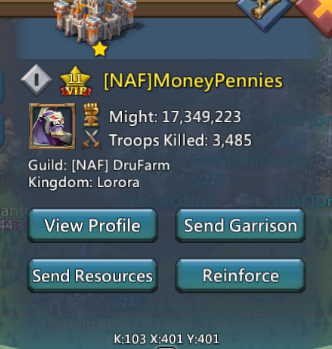 I
11
VIP
[NAF]MoneyPennies
Might: 17,349,223
Troops Killed: 3,485
Guild: [NAF] DruFarm
Kingdom: Lorora
View Profile
Send Garrison
Send Resources
Reinforce
K:103 X:401 Y:401